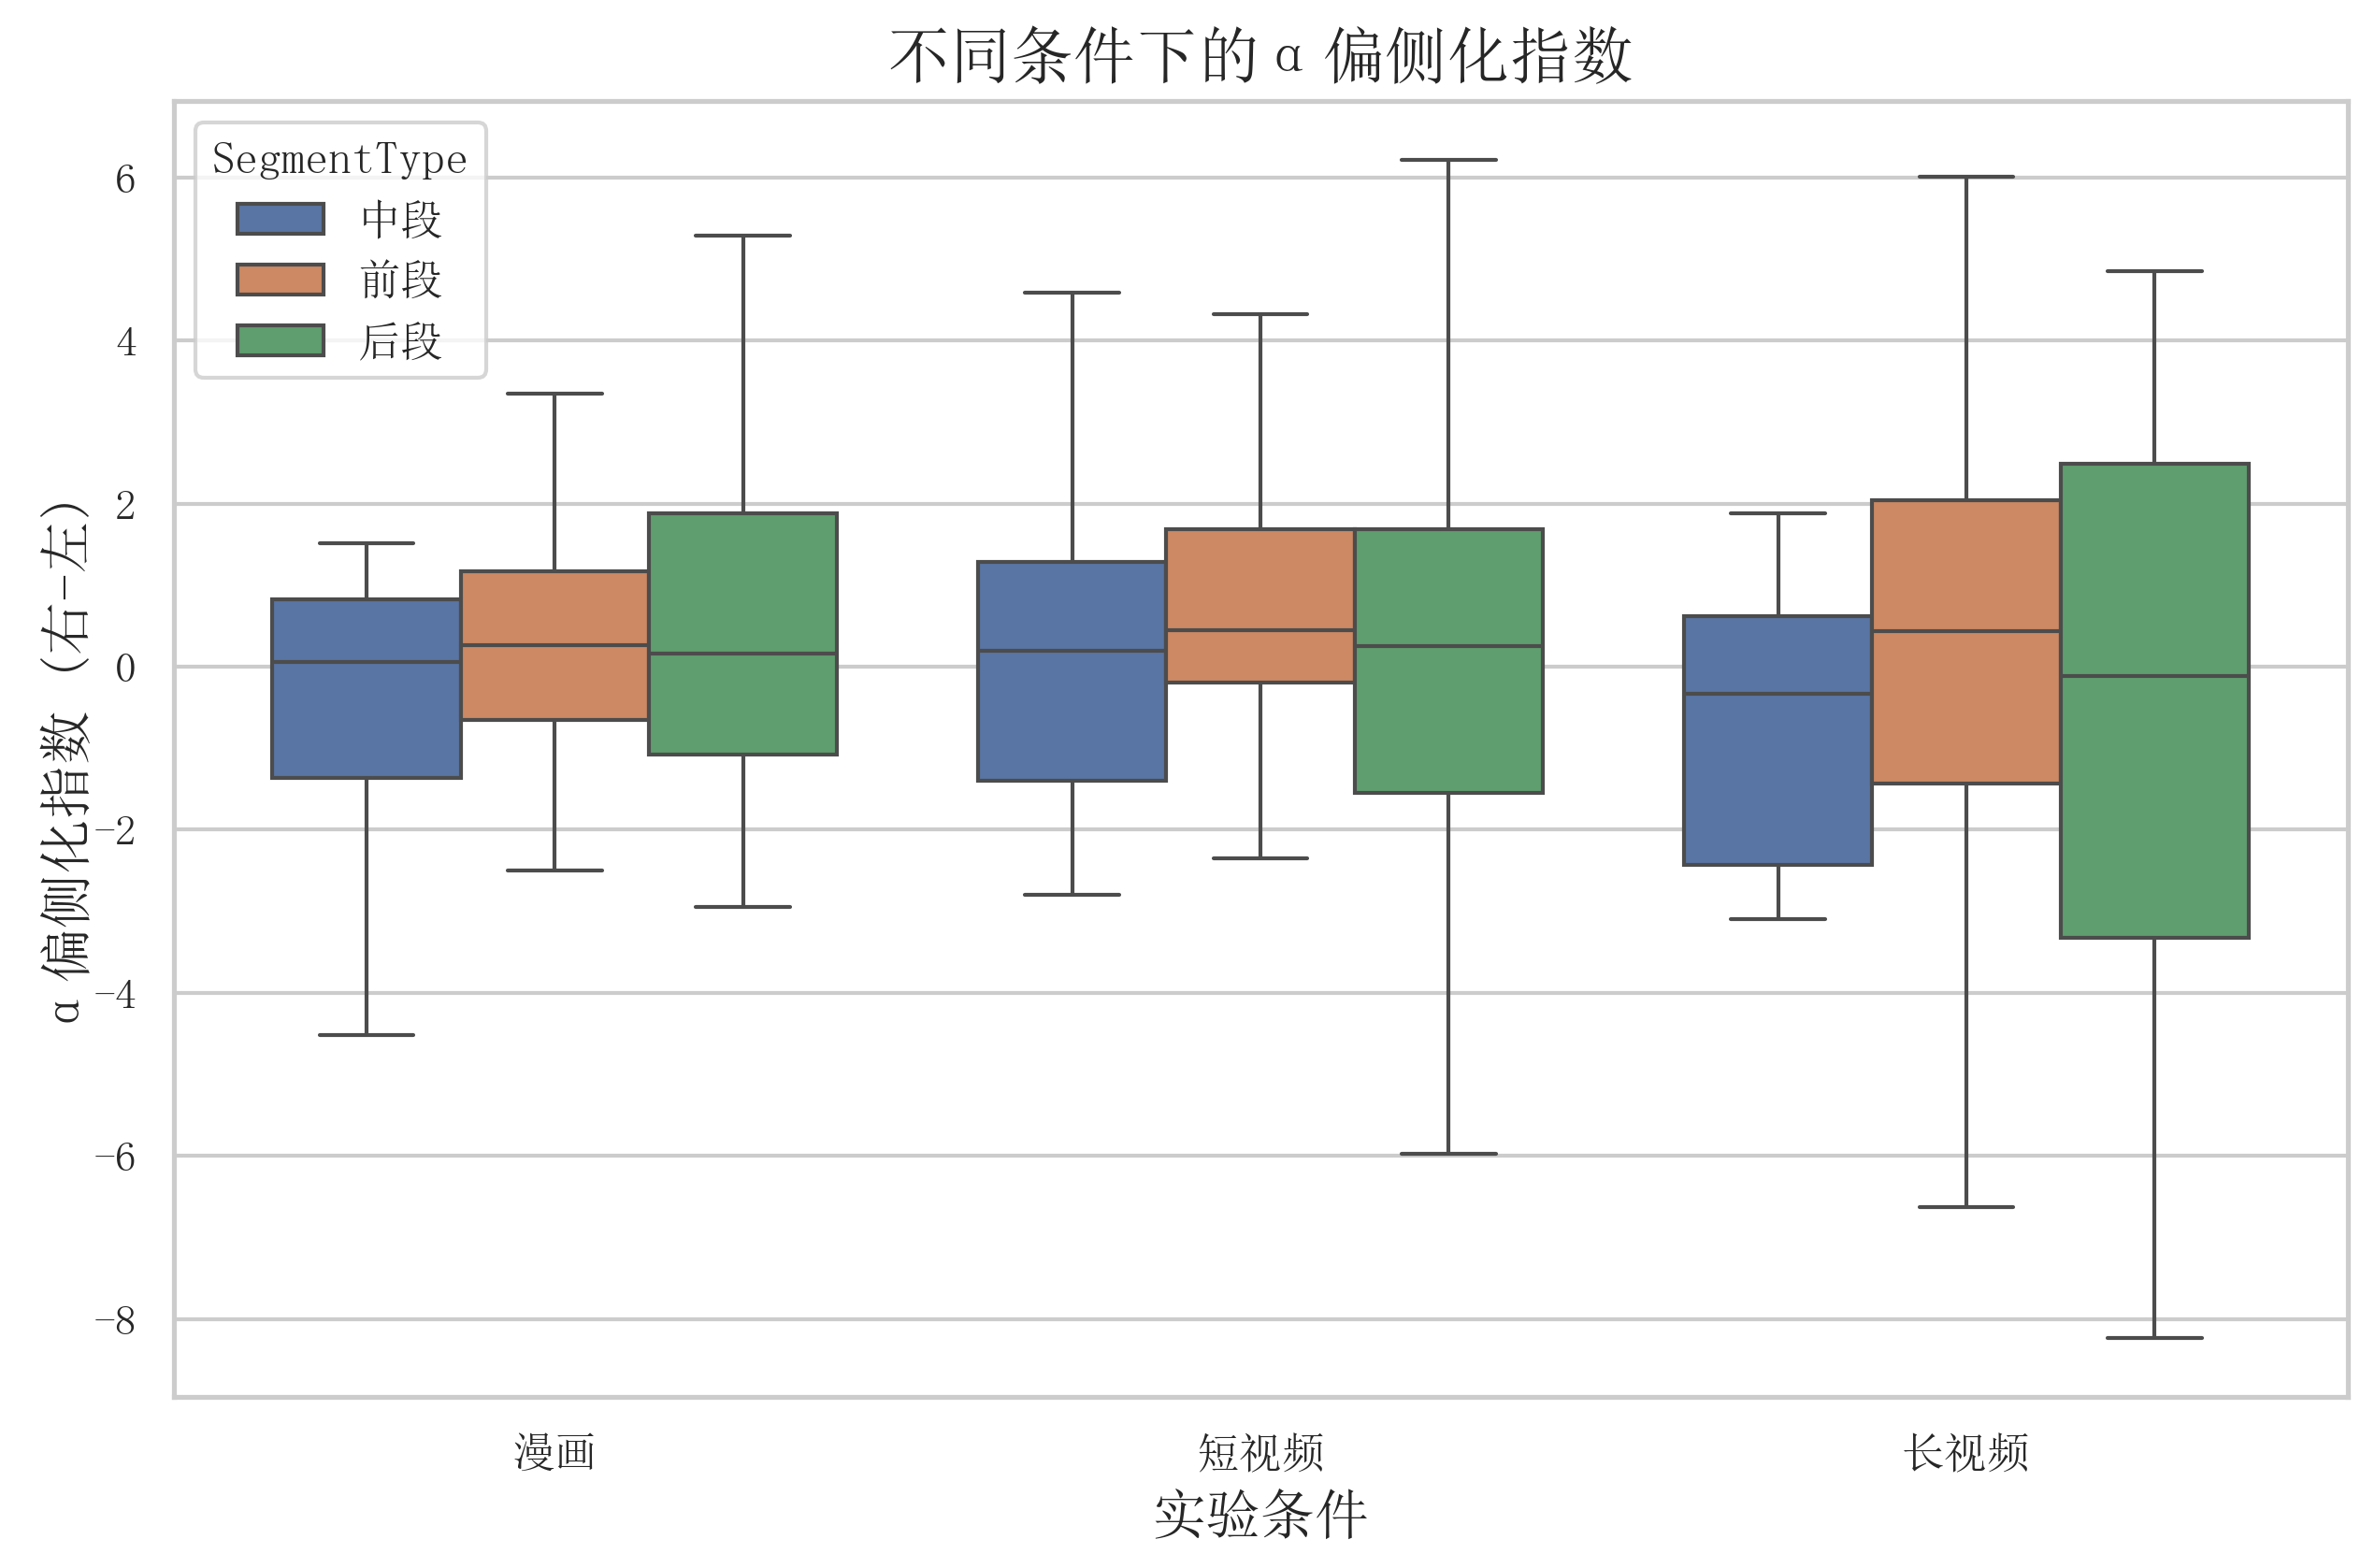 不同条件下的 α 偏侧化指数
SegmentType
中段
前段
后段
α 偏侧化指数 (右-左)
6
4
2
0
−2
−4
−6
−8
漫画
短视频
长视频
实验条件